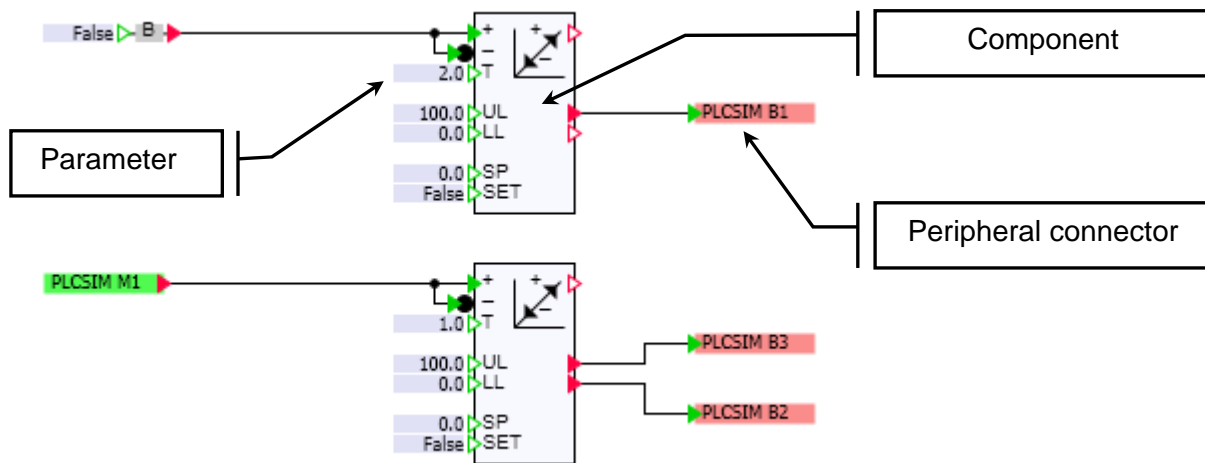 False B
+
+
−
−
2.0 T
Component
100.0 UL
PLCSIM B1
0.0 LL
Parameter
0.0 SP
False SET
Peripheral connector
PLCSIM M1
+
+
−
−
1.0 T
PLCSIM B3
100.0 UL
0.0 LL
PLCSIM B2
0.0 SP
False SET